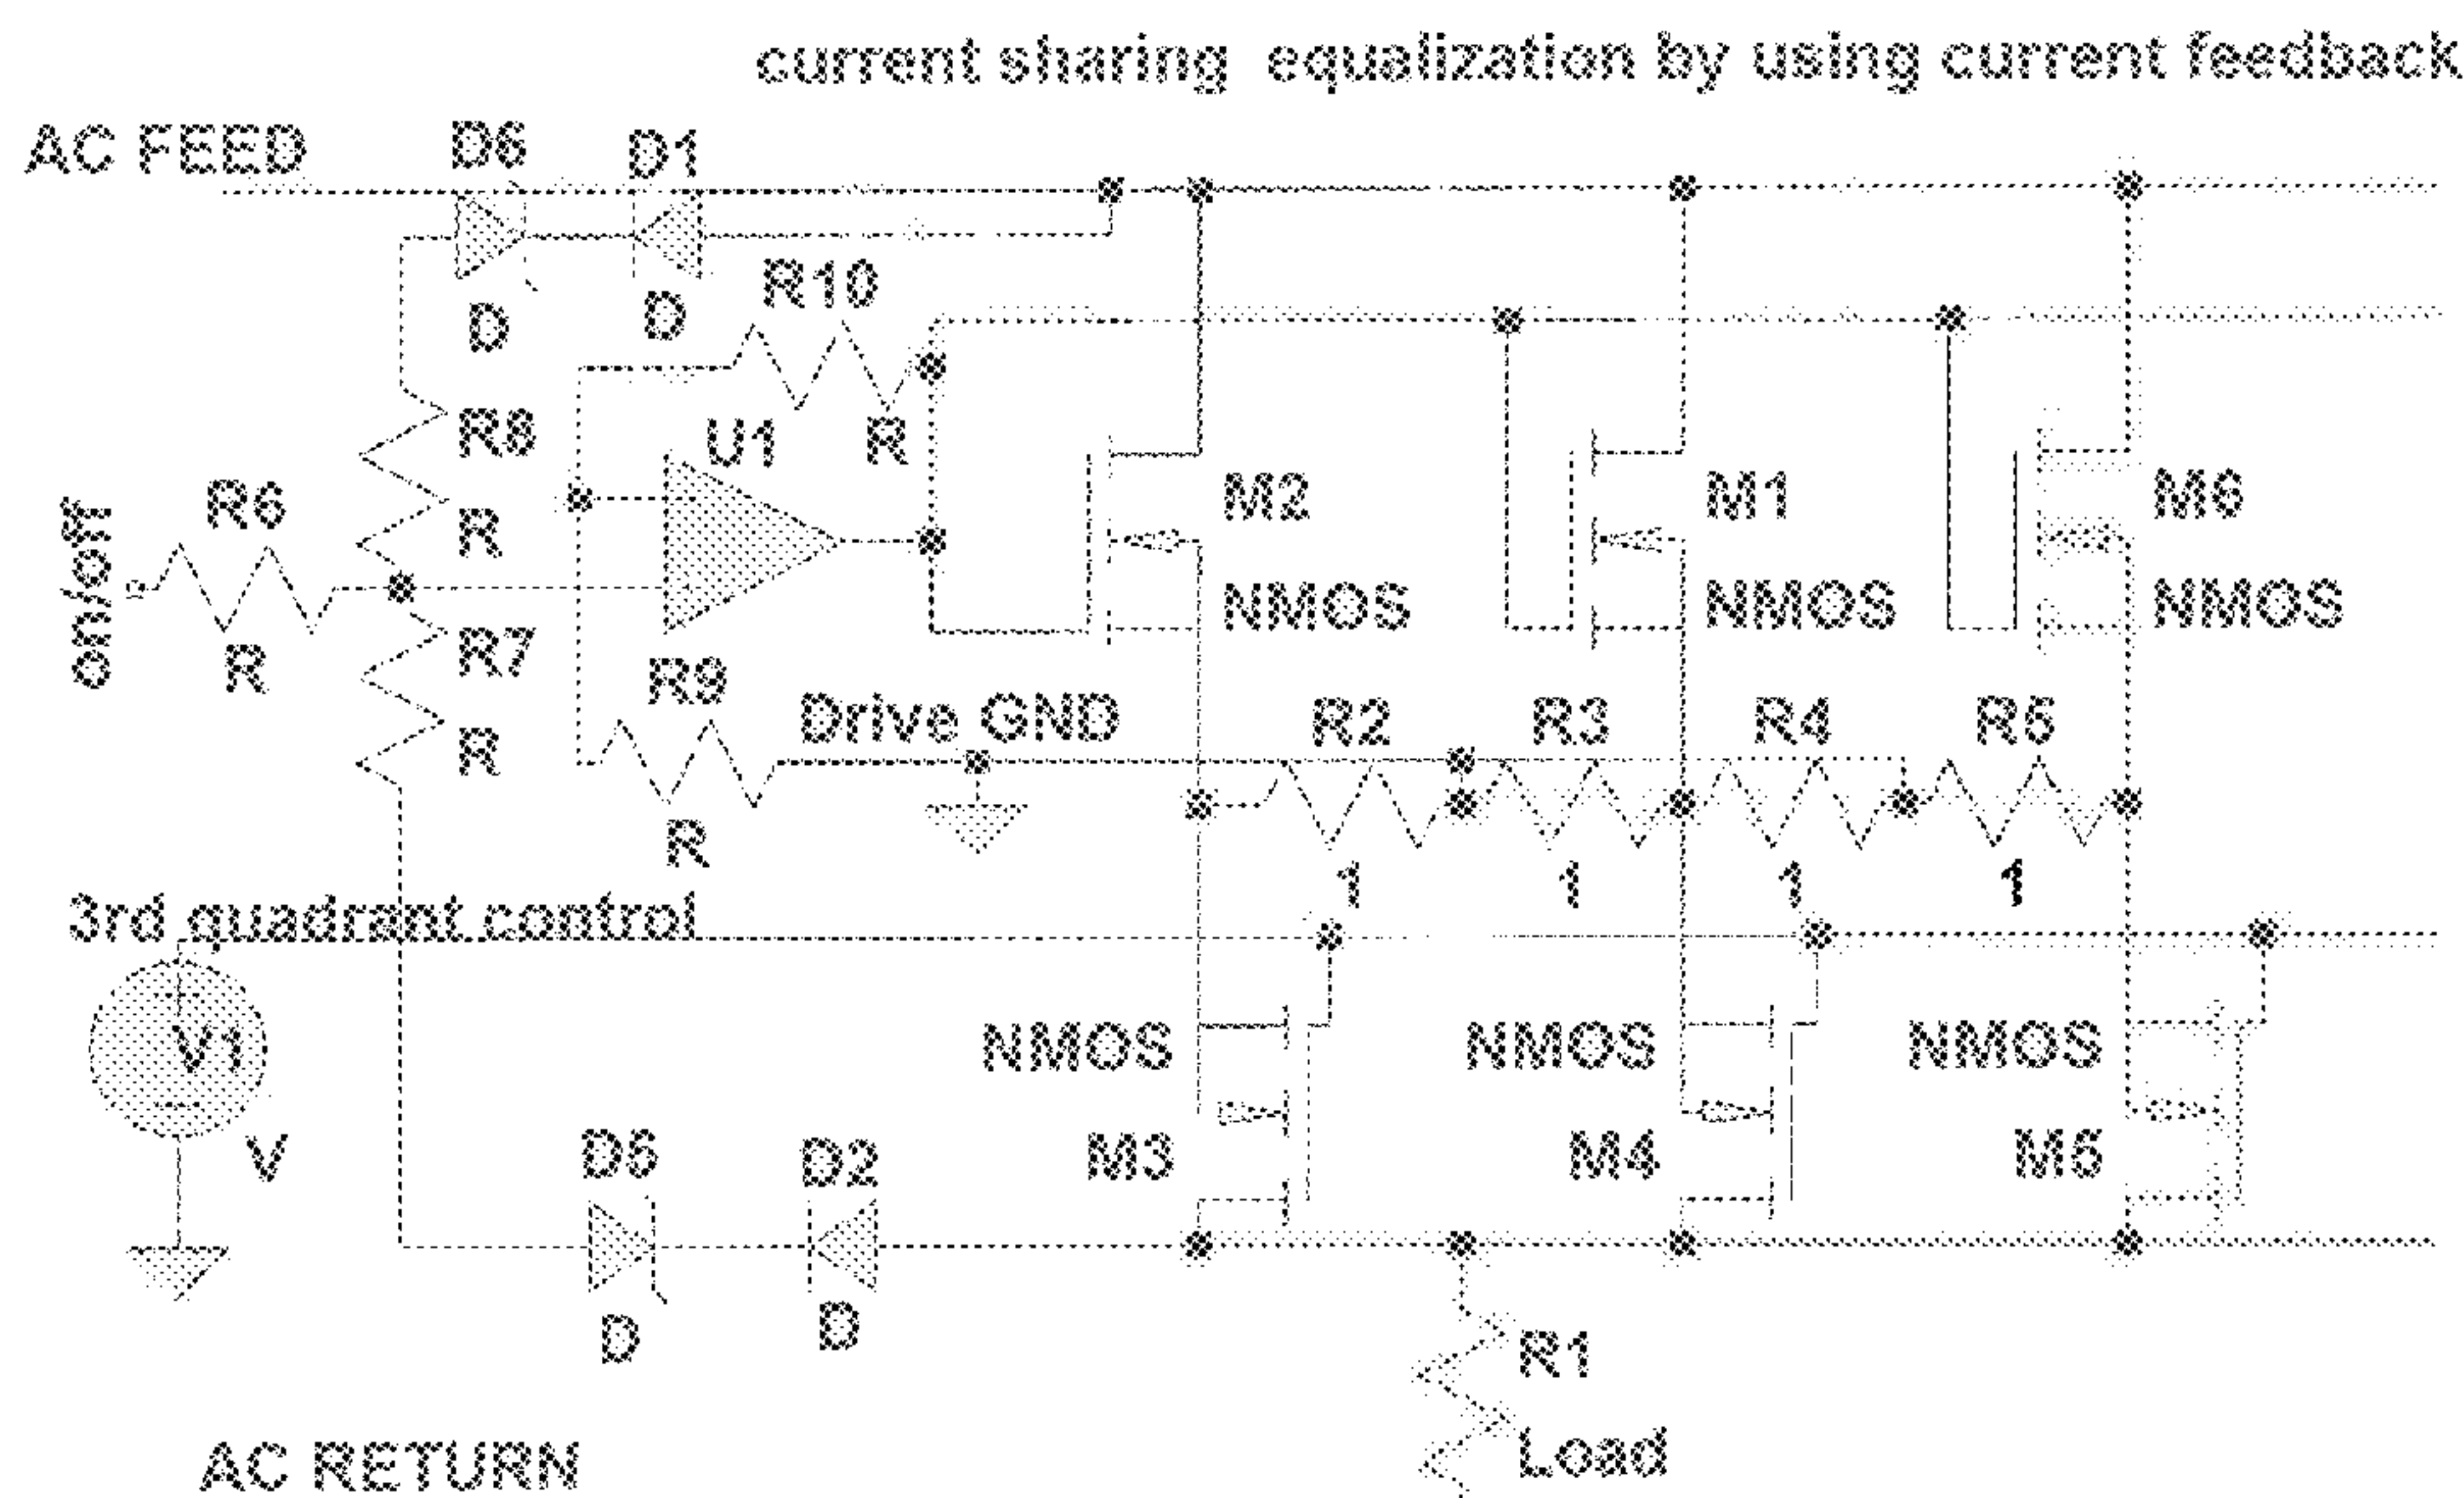 current sharing equalization by using current feedback
AC FEED
D6
D1
D
D
R10
R
R8
R
U1
on/off
R6
R
M2
NMOS
M1
NMOS
M6
NMOS
R7
R
R9
R
Drive GND
R2
R3
R4
R5
1
1
1
1
3rd quadrant control
V1
V
NMOS
M3
NMOS
M4
NMOS
M5
D5
D
D2
D
R1
Load
AC RETURN